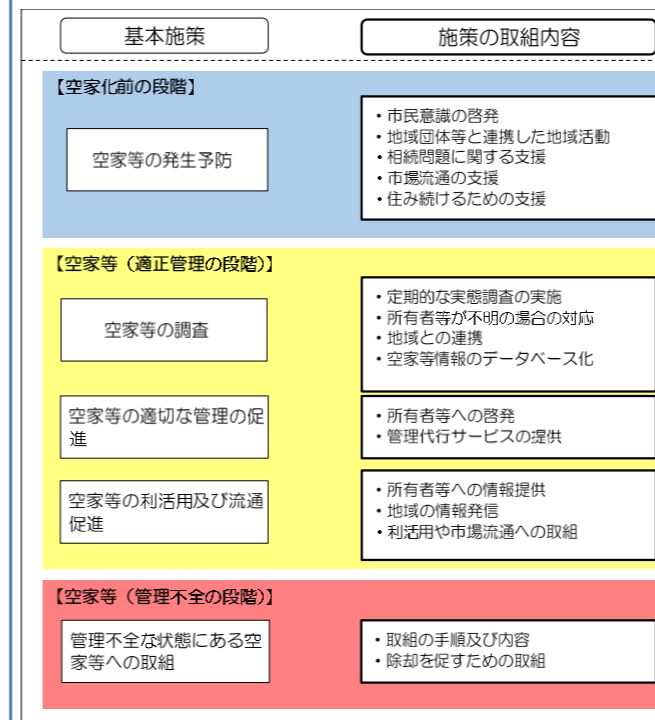 基本施策
施策の取組内容
【空家化前の段階】
空家等の発生予防
・市民意識の啓発
・地域団体等と連携した地域活動
・相続問題に関する支援
・市場流通の支援
・住み続けるための支援
【空家等（適正管理の段階）】
空家等の調査
・定期的な実態調査の実施
・所有者等が不明の場合の対応
・地域との連携
・空家等情報のデータベース化
空家等の適切な管理の促
進
・所有者等への啓発
・管理代行サービスの提供
空家等の利活用及び流通
促進
・所有者等への情報提供
・地域の情報発信
・利活用や市場流通への取組
【空家等（管理不全の段階）】
管理不全な状態にある空
家等への取組
・取組の手順及び内容
・除却を促すための取組